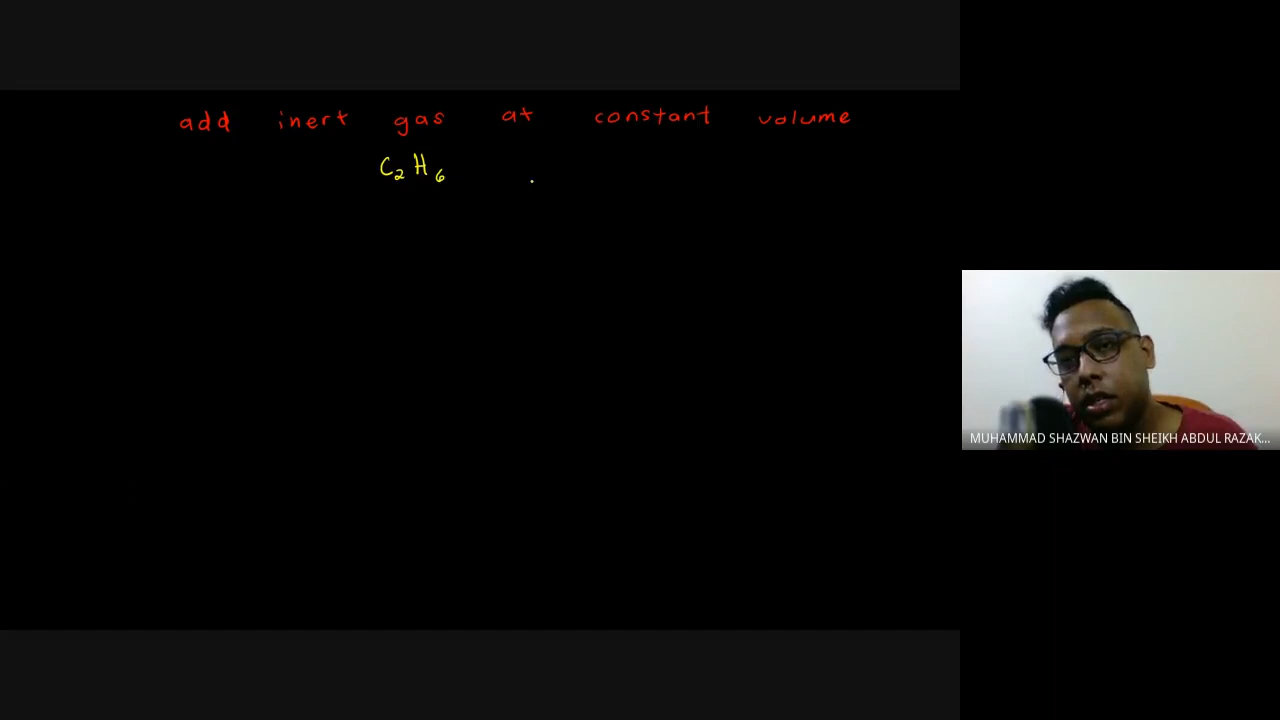 add inert gas at constant volume
C₂H₆
MUHAMMAD SHAZWAN BIN SHEIKH ABDUL RAZAK...